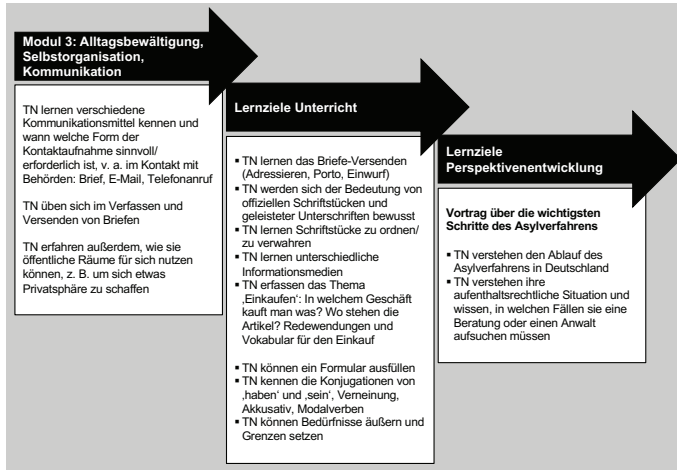 Modul 3: Alltagsbewältigung,
Selbstorganisation,
Kommunikation
TN lernen verschiedene
Kommunikationsmittel kennen und
wann welche Form der
Kontaktaufnahme sinnvoll/
erforderlich ist, v. a. im Kontakt mit
Behörden: Brief, E-Mail, Telefonanruf
TN üben sich im Verfassen und
Versenden von Briefen
TN erfahren außerdem, wie sie
öffentliche Räume für sich nutzen
können, z. B. um sich etwas
Privatsphäre zu schaffen
Lernziele Unterricht
▪ TN lernen das Briefe-Versenden
(Adressieren, Porto, Einwurf)
▪ TN werden sich der Bedeutung von
offiziellen Schriftstücken und
geleisteter Unterschriften bewusst
▪ TN lernen Schriftstücke zu ordnen/
zu verwahren
▪ TN lernen unterschiedliche
Informationsmedien
▪ TN erfassen das Thema
‚Einkaufen‘: In welchem Geschäft
kauft man was? Wo stehen die
Artikel? Redewendungen und
Vokabular für den Einkauf
▪ TN können ein Formular ausfüllen
▪ TN kennen die Konjugationen von
‚haben‘ und ‚sein‘, Verneinung,
Akkusativ, Modalverben
▪ TN können Bedürfnisse äußern und
Grenzen setzen
Lernziele
Perspektivenentwicklung
Vortrag über die wichtigsten
Schritte des Asylverfahrens
▪ TN verstehen den Ablauf des
Asylverfahrens in Deutschland
▪ TN verstehen ihre
aufenthaltsrechtliche Situation und
wissen, in welchen Fällen sie eine
Beratung oder einen Anwalt
aufsuchen müssen